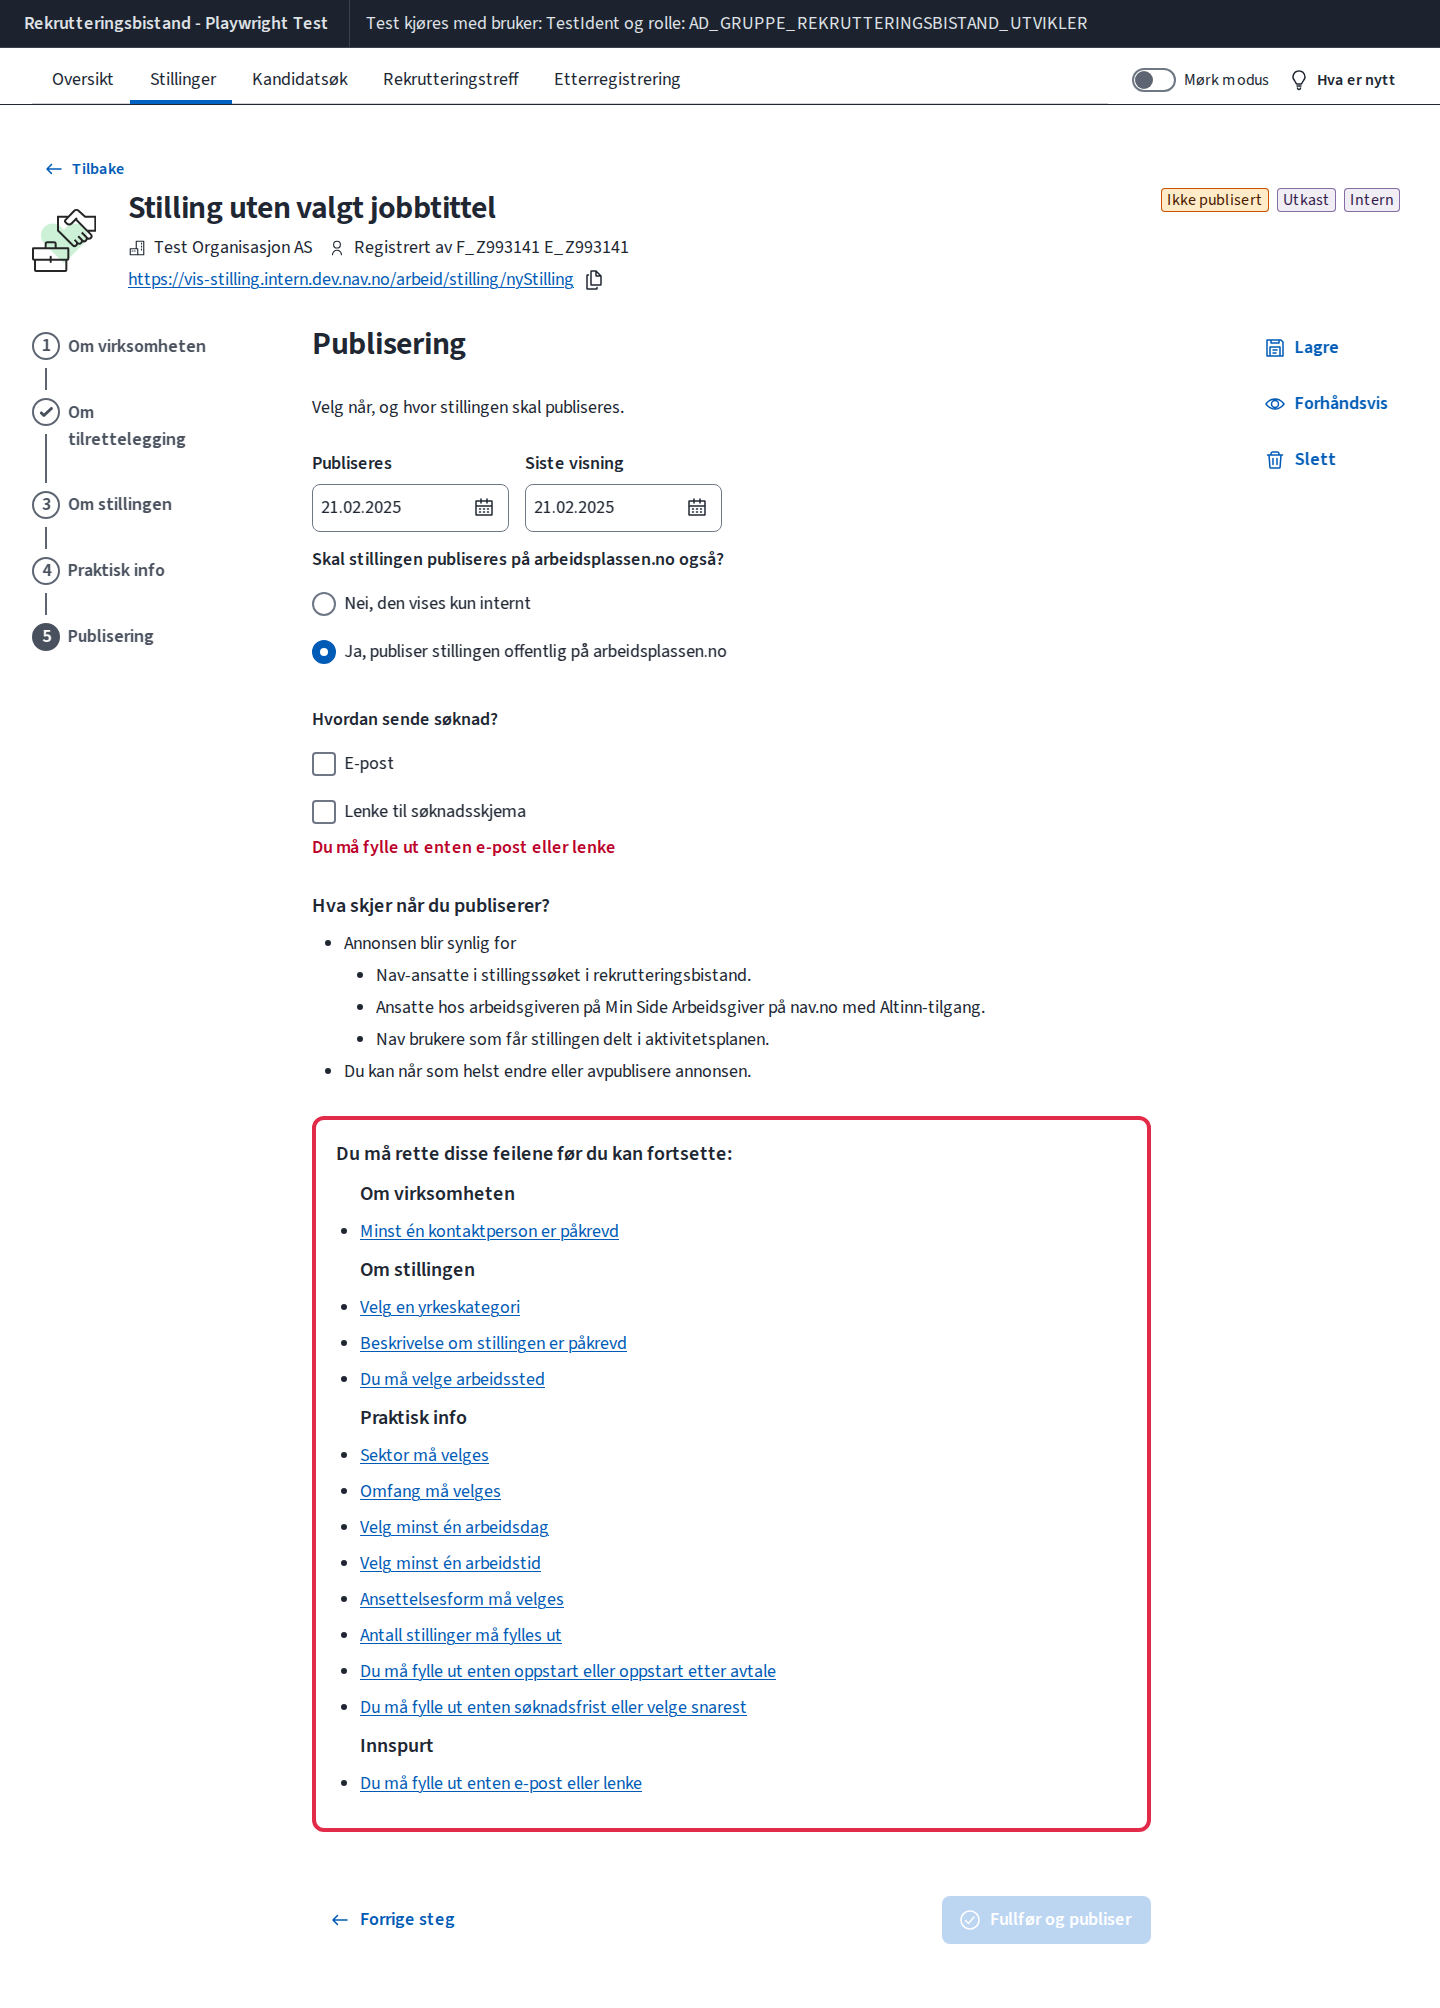 Rekrutteringsbistand - Playwright Test
Test kjøres med bruker: TestIdent og rolle: AD_GRUPPE_REKRUTTERINGSBISTAND_UTVIKLER
Oversikt
Stillinger
Kandidatsøk
Rekrutteringstreff
Etterregistrering
Mørk modus
Hva er nytt
Tilbake
Stilling uten valgt jobbtittel
Ikke publisert
Utkast
Intern
Test Organisasjon AS
Registrert av F_Z993141 E_Z993141
https://vis-stilling.intern.dev.nav.no/arbeid/stilling/nyStilling
1 Om virksomheten
Om
tilrettelegging
3 Om stillingen
4 Praktisk info
5 Publisering
Publisering
Velg når, og hvor stillingen skal publiseres.
Publiseres
Siste visning
21.02.2025
21.02.2025
Skal stillingen publiseres på arbeidsplassen.no også?
Nei, den vises kun internt
Ja, publiser stillingen offentlig på arbeidsplassen.no
Hvordan sende søknad?
E-post
Lenke til søknadsskjema
Du må fylle ut enten e-post eller lenke
Hva skjer når du publiserer?
Annonsen blir synlig for
Nav-ansatte i stillingssøket i rekrutteringsbistand.
Ansatte hos arbeidsgiveren på Min Side Arbeidsgiver på nav.no med Altinn-tilgang.
Nav brukere som får stillingen delt i aktivitetsplanen.
Du kan når som helst endre eller avpublisere annonsen.
Du må rette disse feilene før du kan fortsette:
Om virksomheten
Minst én kontaktperson er påkrevd
Om stillingen
Velg en yrkeskategori
Beskrivelse om stillingen er påkrevd
Du må velge arbeidssted
Praktisk info
Sektor må velges
Omfang må velges
Velg minst én arbeidsdag
Velg minst én arbeidstid
Ansettelsesform må velges
Antall stillinger må fylles ut
Du må fylle ut enten oppstart eller oppstart etter avtale
Du må fylle ut enten søknadsfrist eller velge snarest
Innspurt
Du må fylle ut enten e-post eller lenke
Forrige steg
Fullfør og publiser
Lagre
Forhåndsvis
Slett